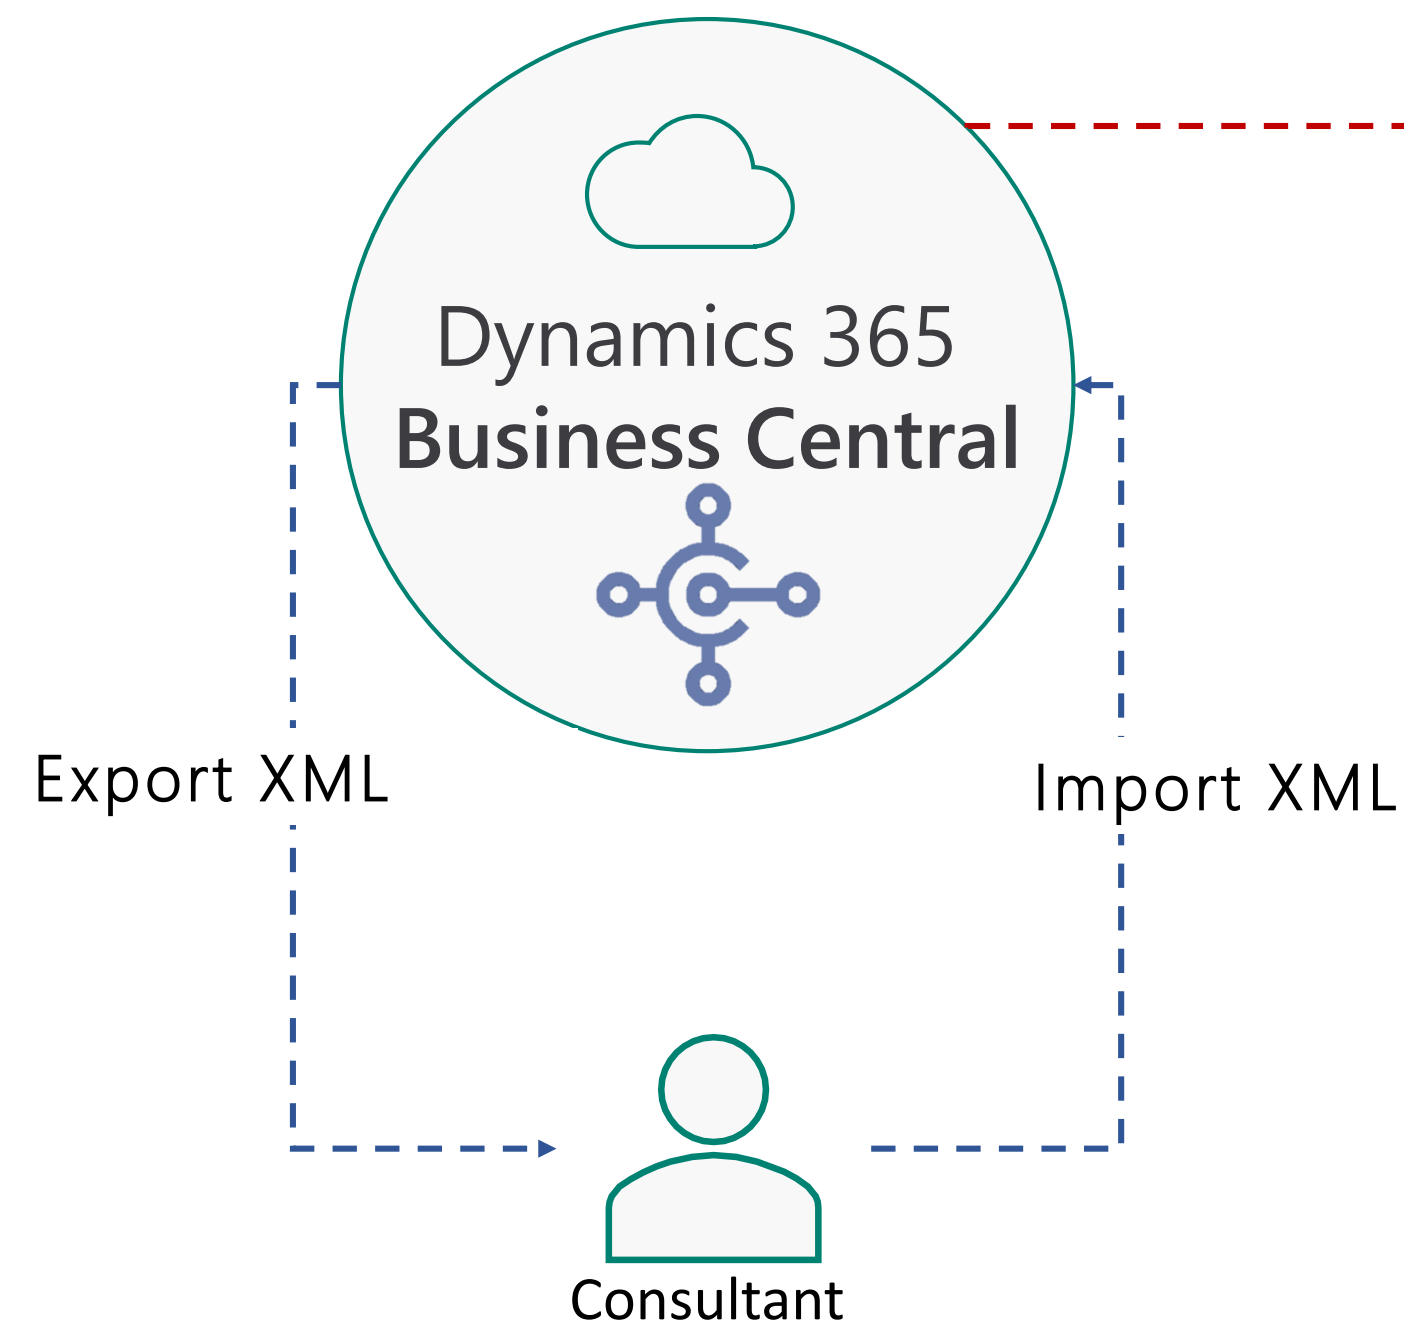 Dynamics 365
Business Central
Export XML
Import XML
Consultant